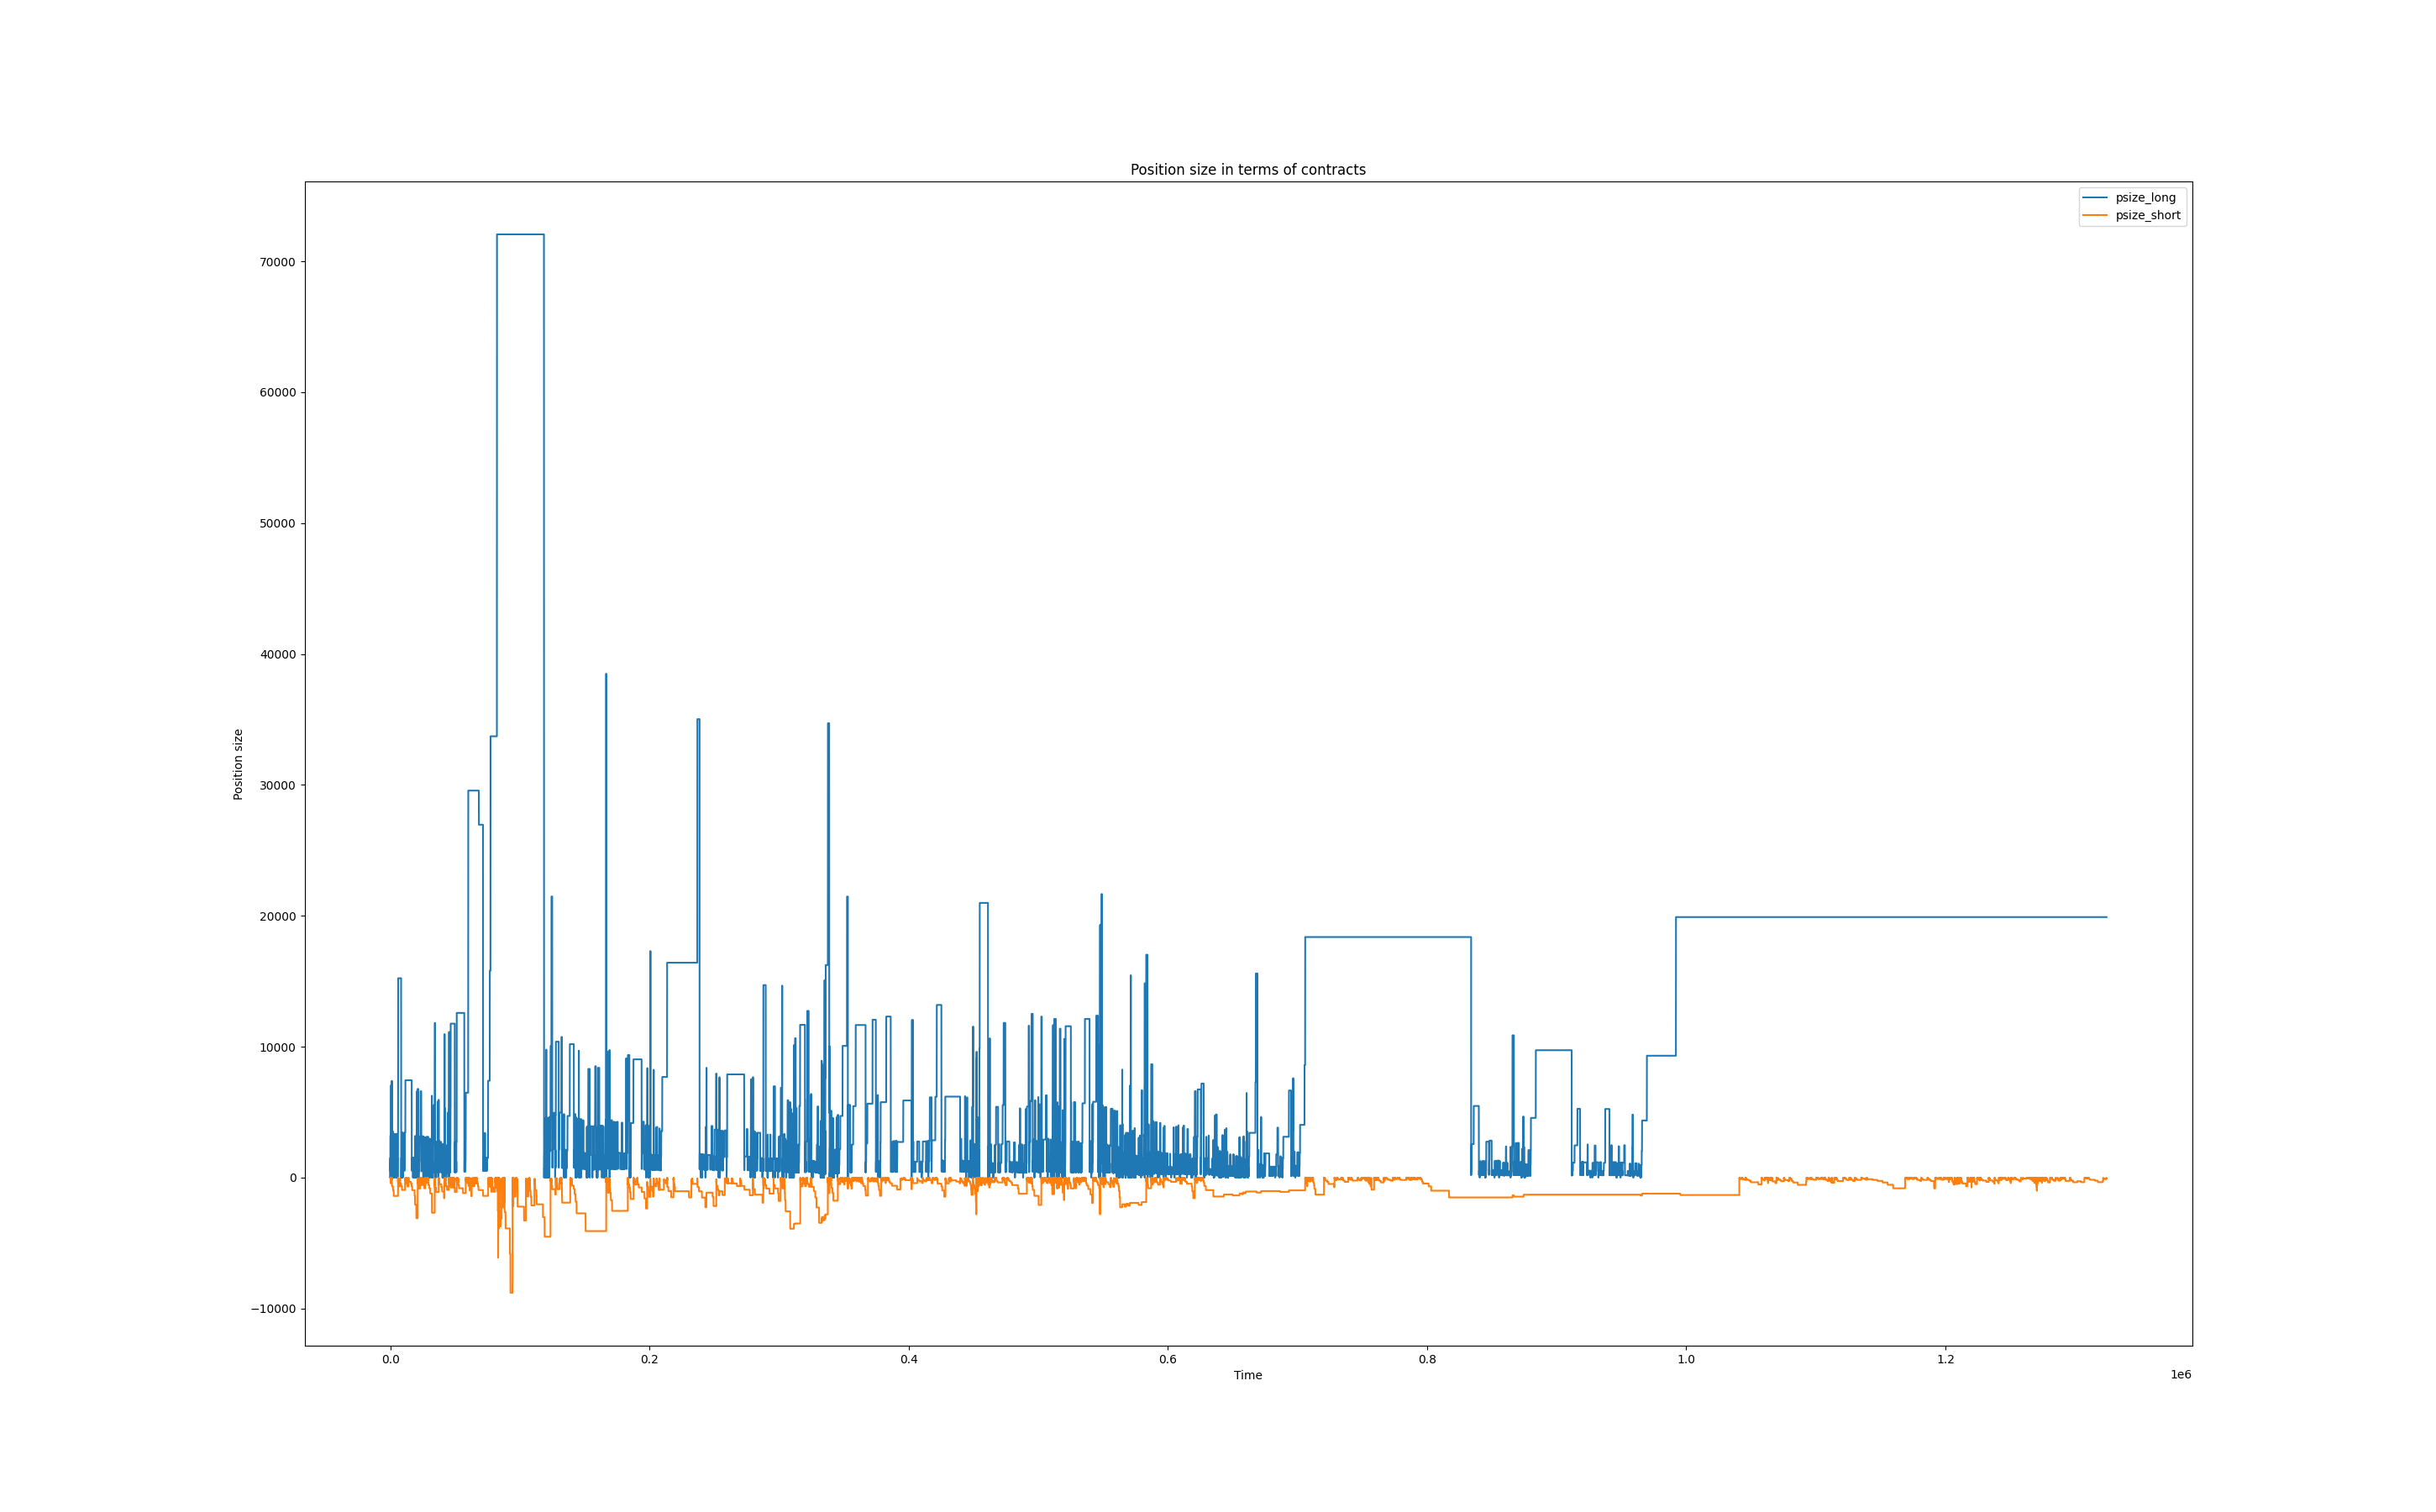 Position size in terms of contracts
psize_long
psize_short
70000
60000
50000
40000
30000
20000
10000
0
−10000
Position size
0.0 0.2 0.4 0.6 0.8 1.0 1.2
Time
1e6